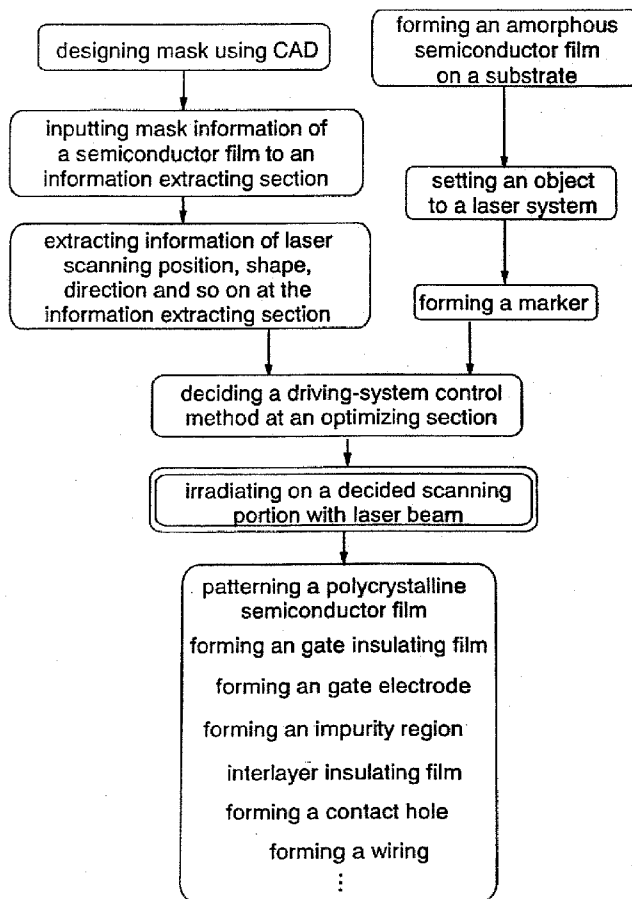 designing mask using CAD
inputting mask information of
a semiconductor film to an
information extracting section
extracting information of laser
scanning position, shape,
direction and so on at the
information extracting section
forming an amorphous
semiconductor film
on a substrate
setting an object
to a laser system
forming a marker
deciding a driving-system control
method at an optimizing section
irradiating on a decided scanning
portion with laser beam
patterning a polycrystalline
semiconductor film
forming an gate insulating film
forming an gate electrode
forming an impurity region
interlayer insulating film
forming a contact hole
forming a wiring
⋮